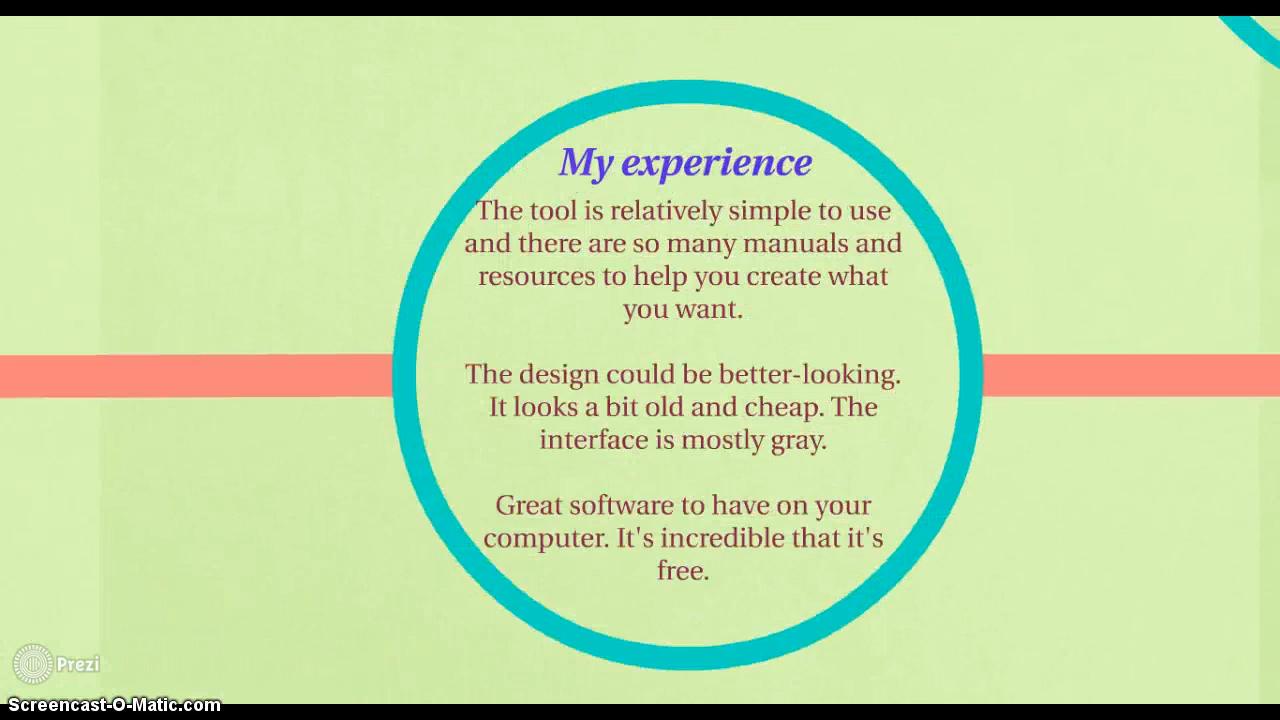 My experience
The tool is relatively simple to use
and there are so many manuals and
resources to help you create what
you want.
The design could be better-looking.
It looks a bit old and cheap. The
interface is mostly gray.
Great software to have on your
computer. It's incredible that it's
free.
Prezi
Screencast-O-Matic.com